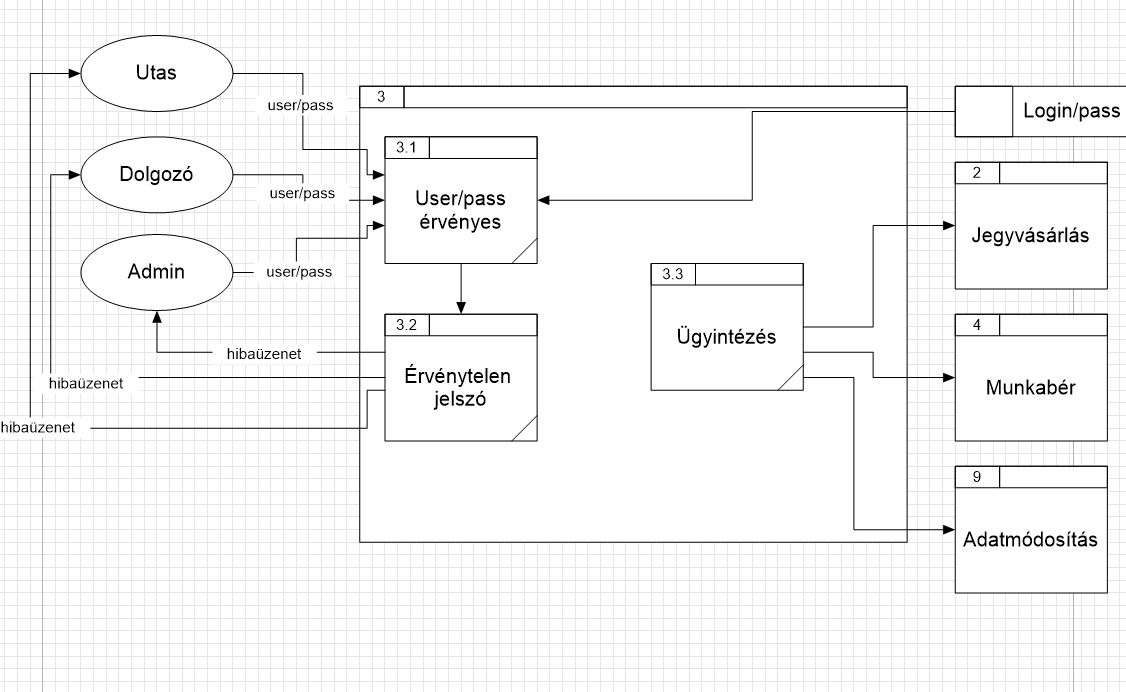 Utas
user/pass
3
Login/pass
3.1
User/pass
érvényes
Dolgozó
user/pass
2
Jegyvásárlás
Admin
user/pass
3.3
Ügyintézés
3.2
Érvénytelen
jelszó
4
Munkabér
hibaüzenet
hibaüzenet
hibaüzenet
9
Adatmódosítás